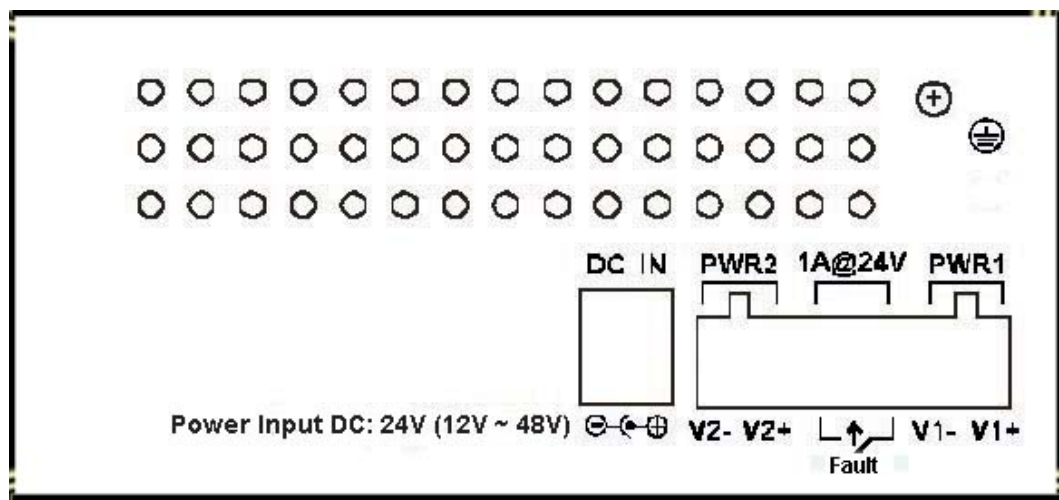 DC IN PWR2 1A@24V PWR1
Power Input DC: 24V (12V ~ 48V) V2- V2+ V1- V1+
Fault